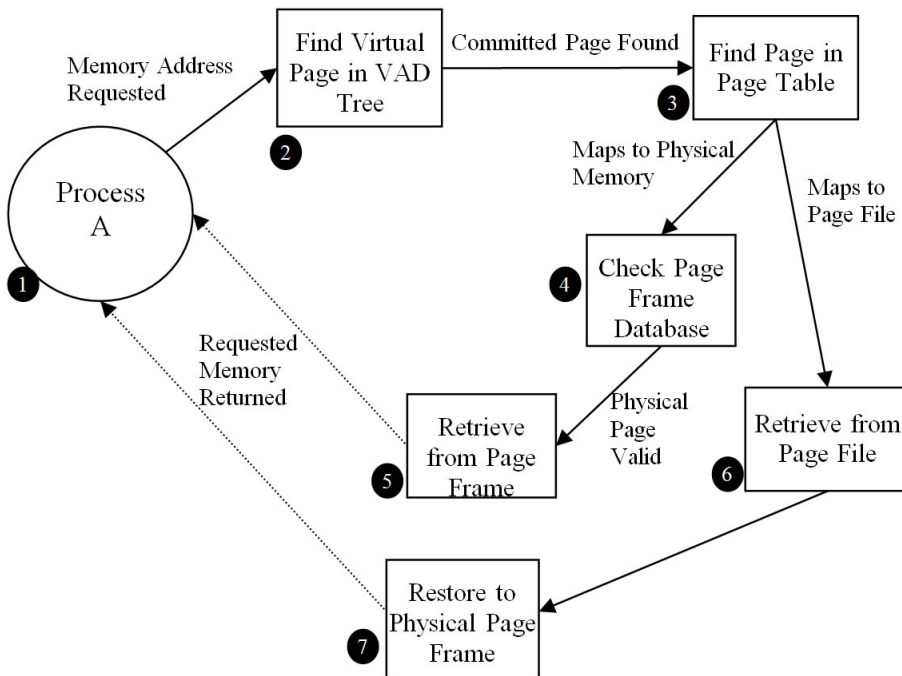 Find Virtual
Page in VAD
Tree
2
Committed Page Found
Find Page in
Page Table
3
Memory Address
Requested
Process
A
1
Maps to Physical
Memory
Maps to
Page File
Check Page
Frame
Database
4
Requested
Memory
Returned
Physical
Page
Valid
Retrieve
from Page
Frame
5
Retrieve from
Page File
6
Restore to
Physical Page
Frame
7